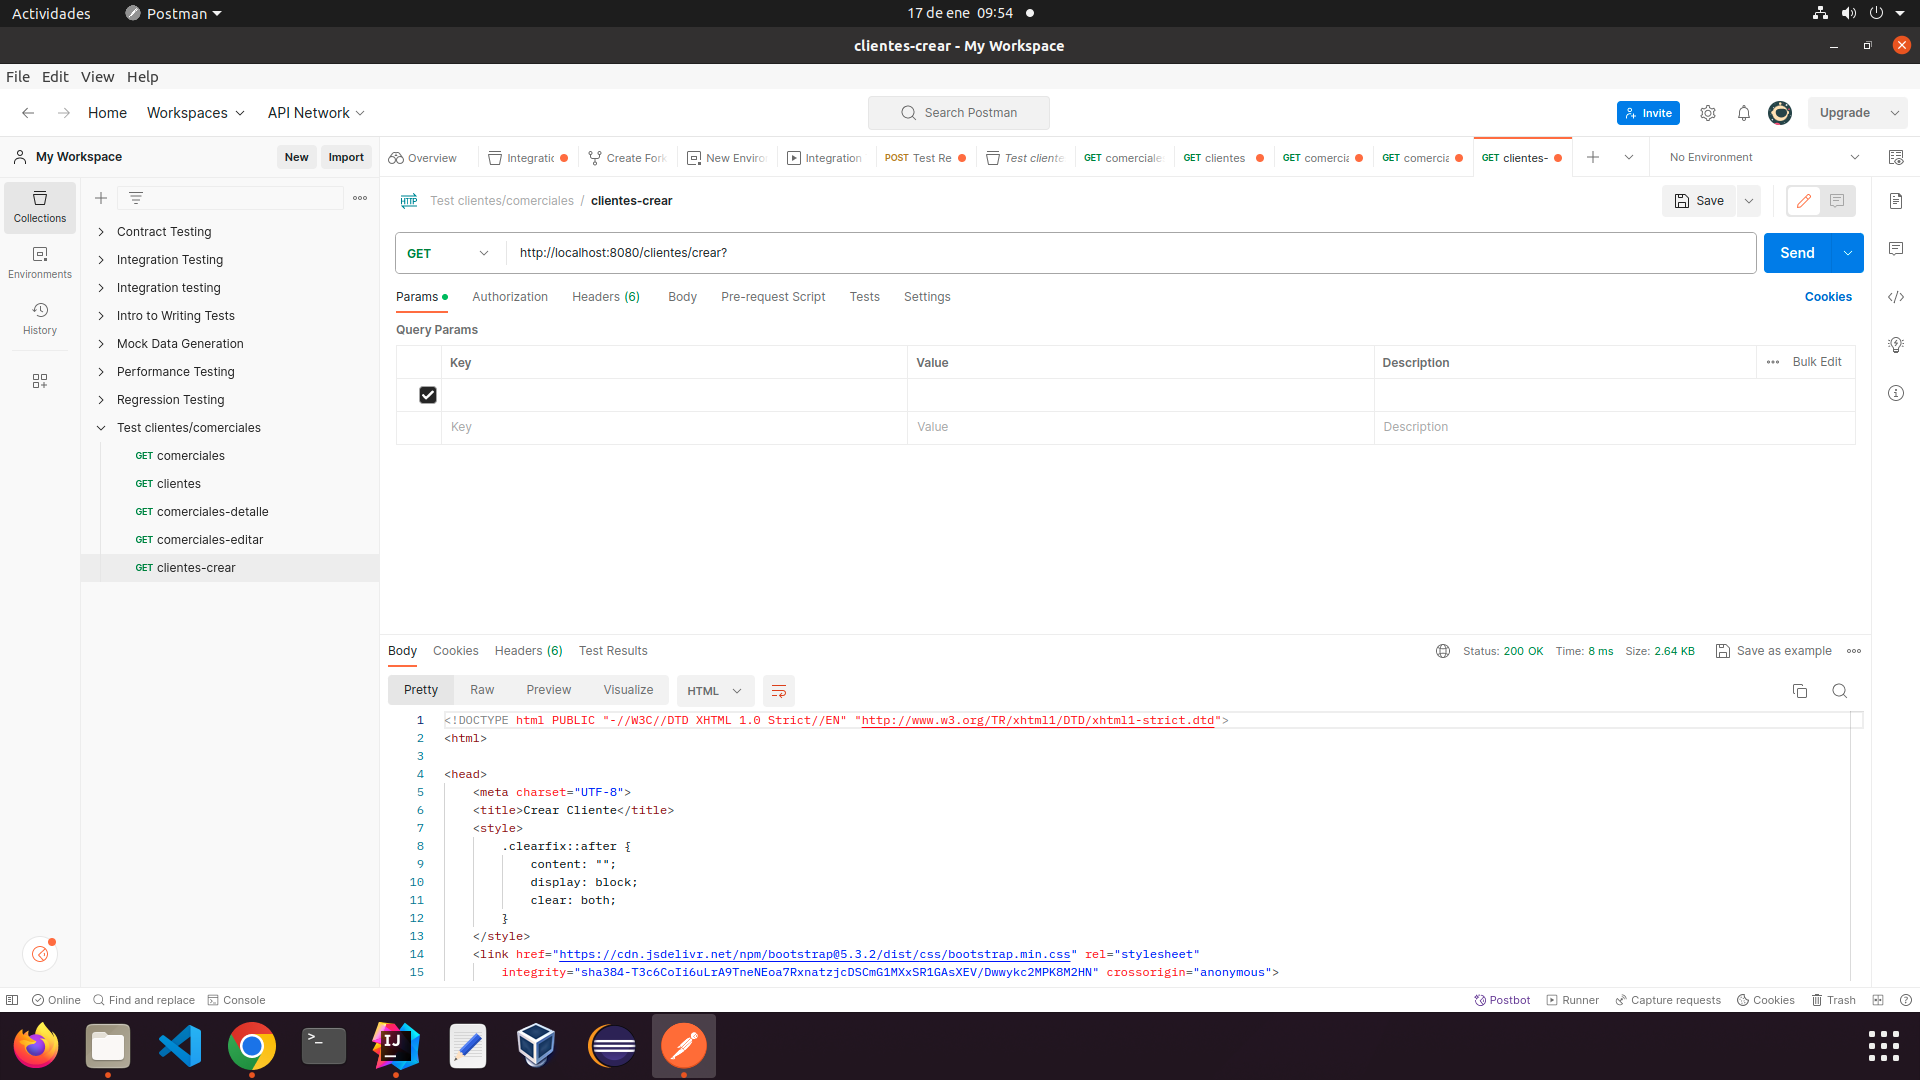 Actividades Postman 17 de ene 09:54
clientes-crear - My Workspace
File Edit View Help
Home Workspaces API Network Search Postman Invite Upgrade
My Workspace New Import Overview Integratic Create Fork New Enviror Integration POST Test Re Test cliente GET comerciale GET clientes GET comercia GET comercia GET clientes- No Environment
Collections
Environments
History
Contract Testing
Integration Testing
Integration testing
Intro to Writing Tests
Mock Data Generation
Performance Testing
Regression Testing
Test clientes/comerciales
GET comerciales
GET clientes
GET comerciales-detalle
GET comerciales-editar
GET clientes-crear
HTTP Test clientes/comerciales / clientes-crear Save
GET http://localhost:8080/clientes/crear? Send
Params Authorization Headers (6) Body Pre-request Script Tests Settings Cookies
Query Params
Key Value Description Bulk Edit
Key Value Description
Body Cookies Headers (6) Test Results Status: 200 OK Time: 8 ms Size: 2.64 KB Save as example
Pretty Raw Preview Visualize HTML
1 <!DOCTYPE html PUBLIC "-//W3C//DTD XHTML 1.0 Strict//EN" "http://www.w3.org/TR/xhtml1/DTD/xhtml1-strict.dtd">
2 <html>
3
4 <head>
5 <meta charset="UTF-8">
6 <title>Crear Cliente</title>
7 <style>
8 .clearfix::after {
9 content: "";
10 display: block;
11 clear: both;
12 }
13 </style>
14 <link href="https://cdn.jsdelivr.net/npm/bootstrap@5.3.2/dist/css/bootstrap.min.css" rel="stylesheet"
15 integrity="sha384-T3c6CoIi6uLrA9TneNEoa7RxnatzjcDSCmG1MXxSR1GAsXEV/Dwwykc2MPK8M2HN" crossorigin="anonymous">
Online Find and replace Console Postbot Runner Capture requests Cookies Trash
>_ IJ